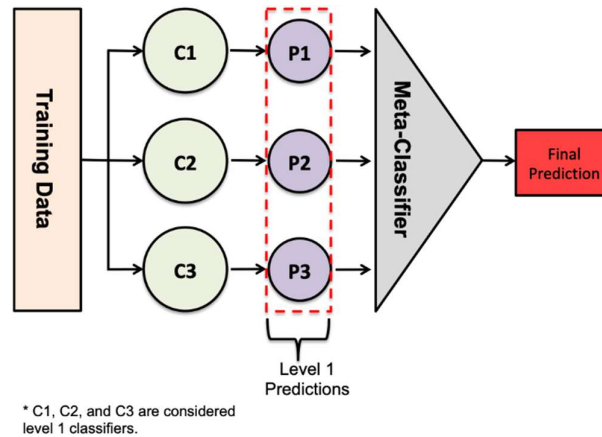 Training Data
C1
P1
C2
P2
C3
P3
Meta-Classifier
Final
Prediction
Level 1
Predictions
* C1, C2, and C3 are considered
level 1 classifiers.